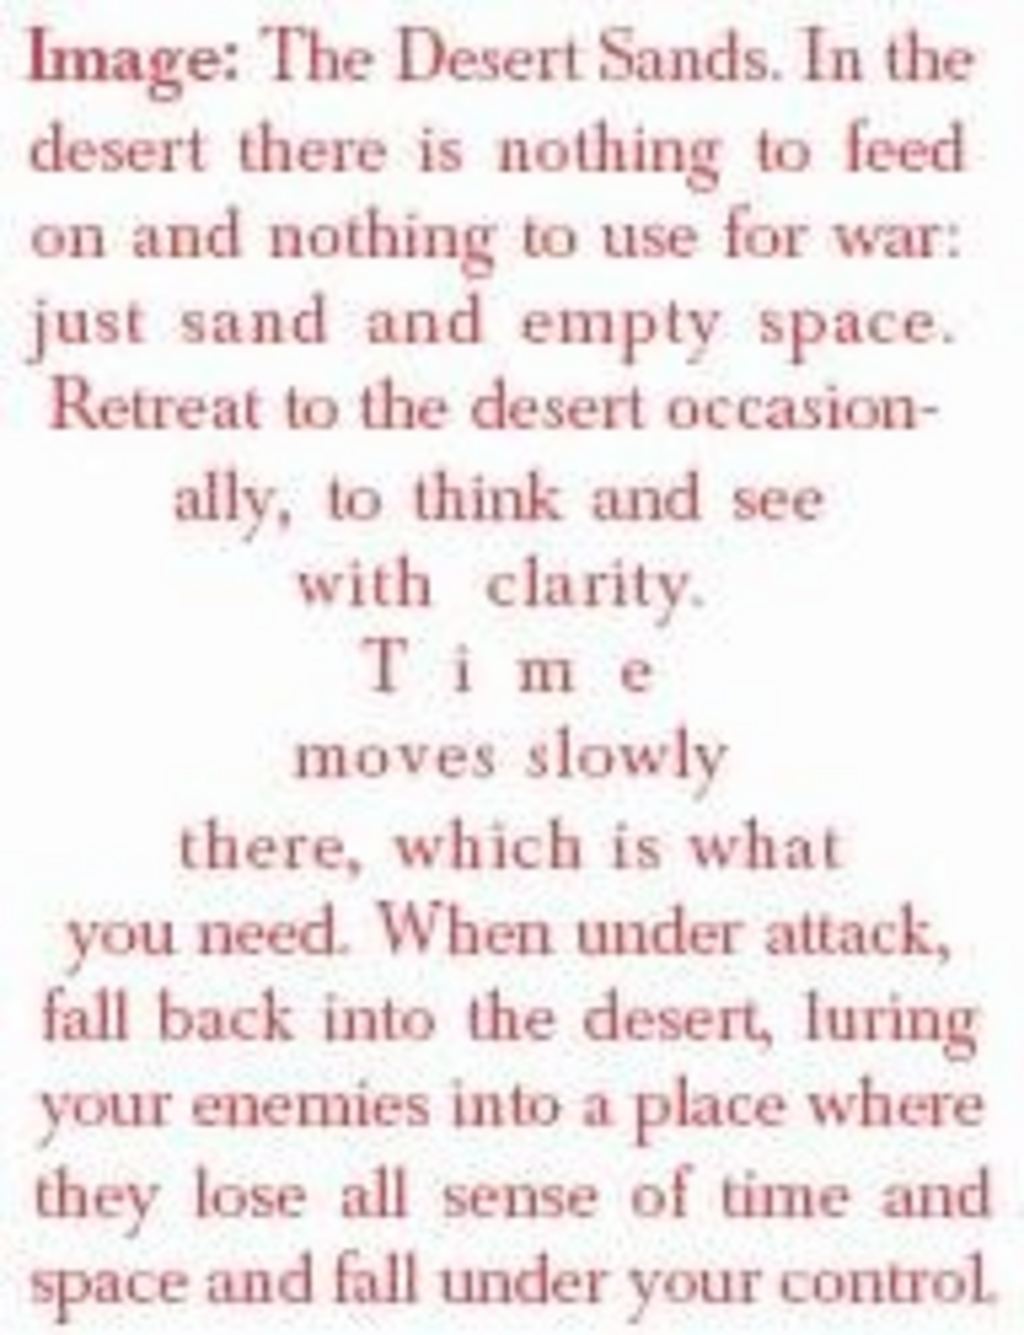 Image: The Desert Sands. In the
desert there is nothing to feed
on and nothing to use for war:
just sand and empty space.
Retreat to the desert occasion-
ally, to think and see
with clarity.
T i m e
moves slowly
there, which is what
you need. When under attack,
fall back into the desert, luring
your enemies into a place where
they lose all sense of time and
space and fall under your control.